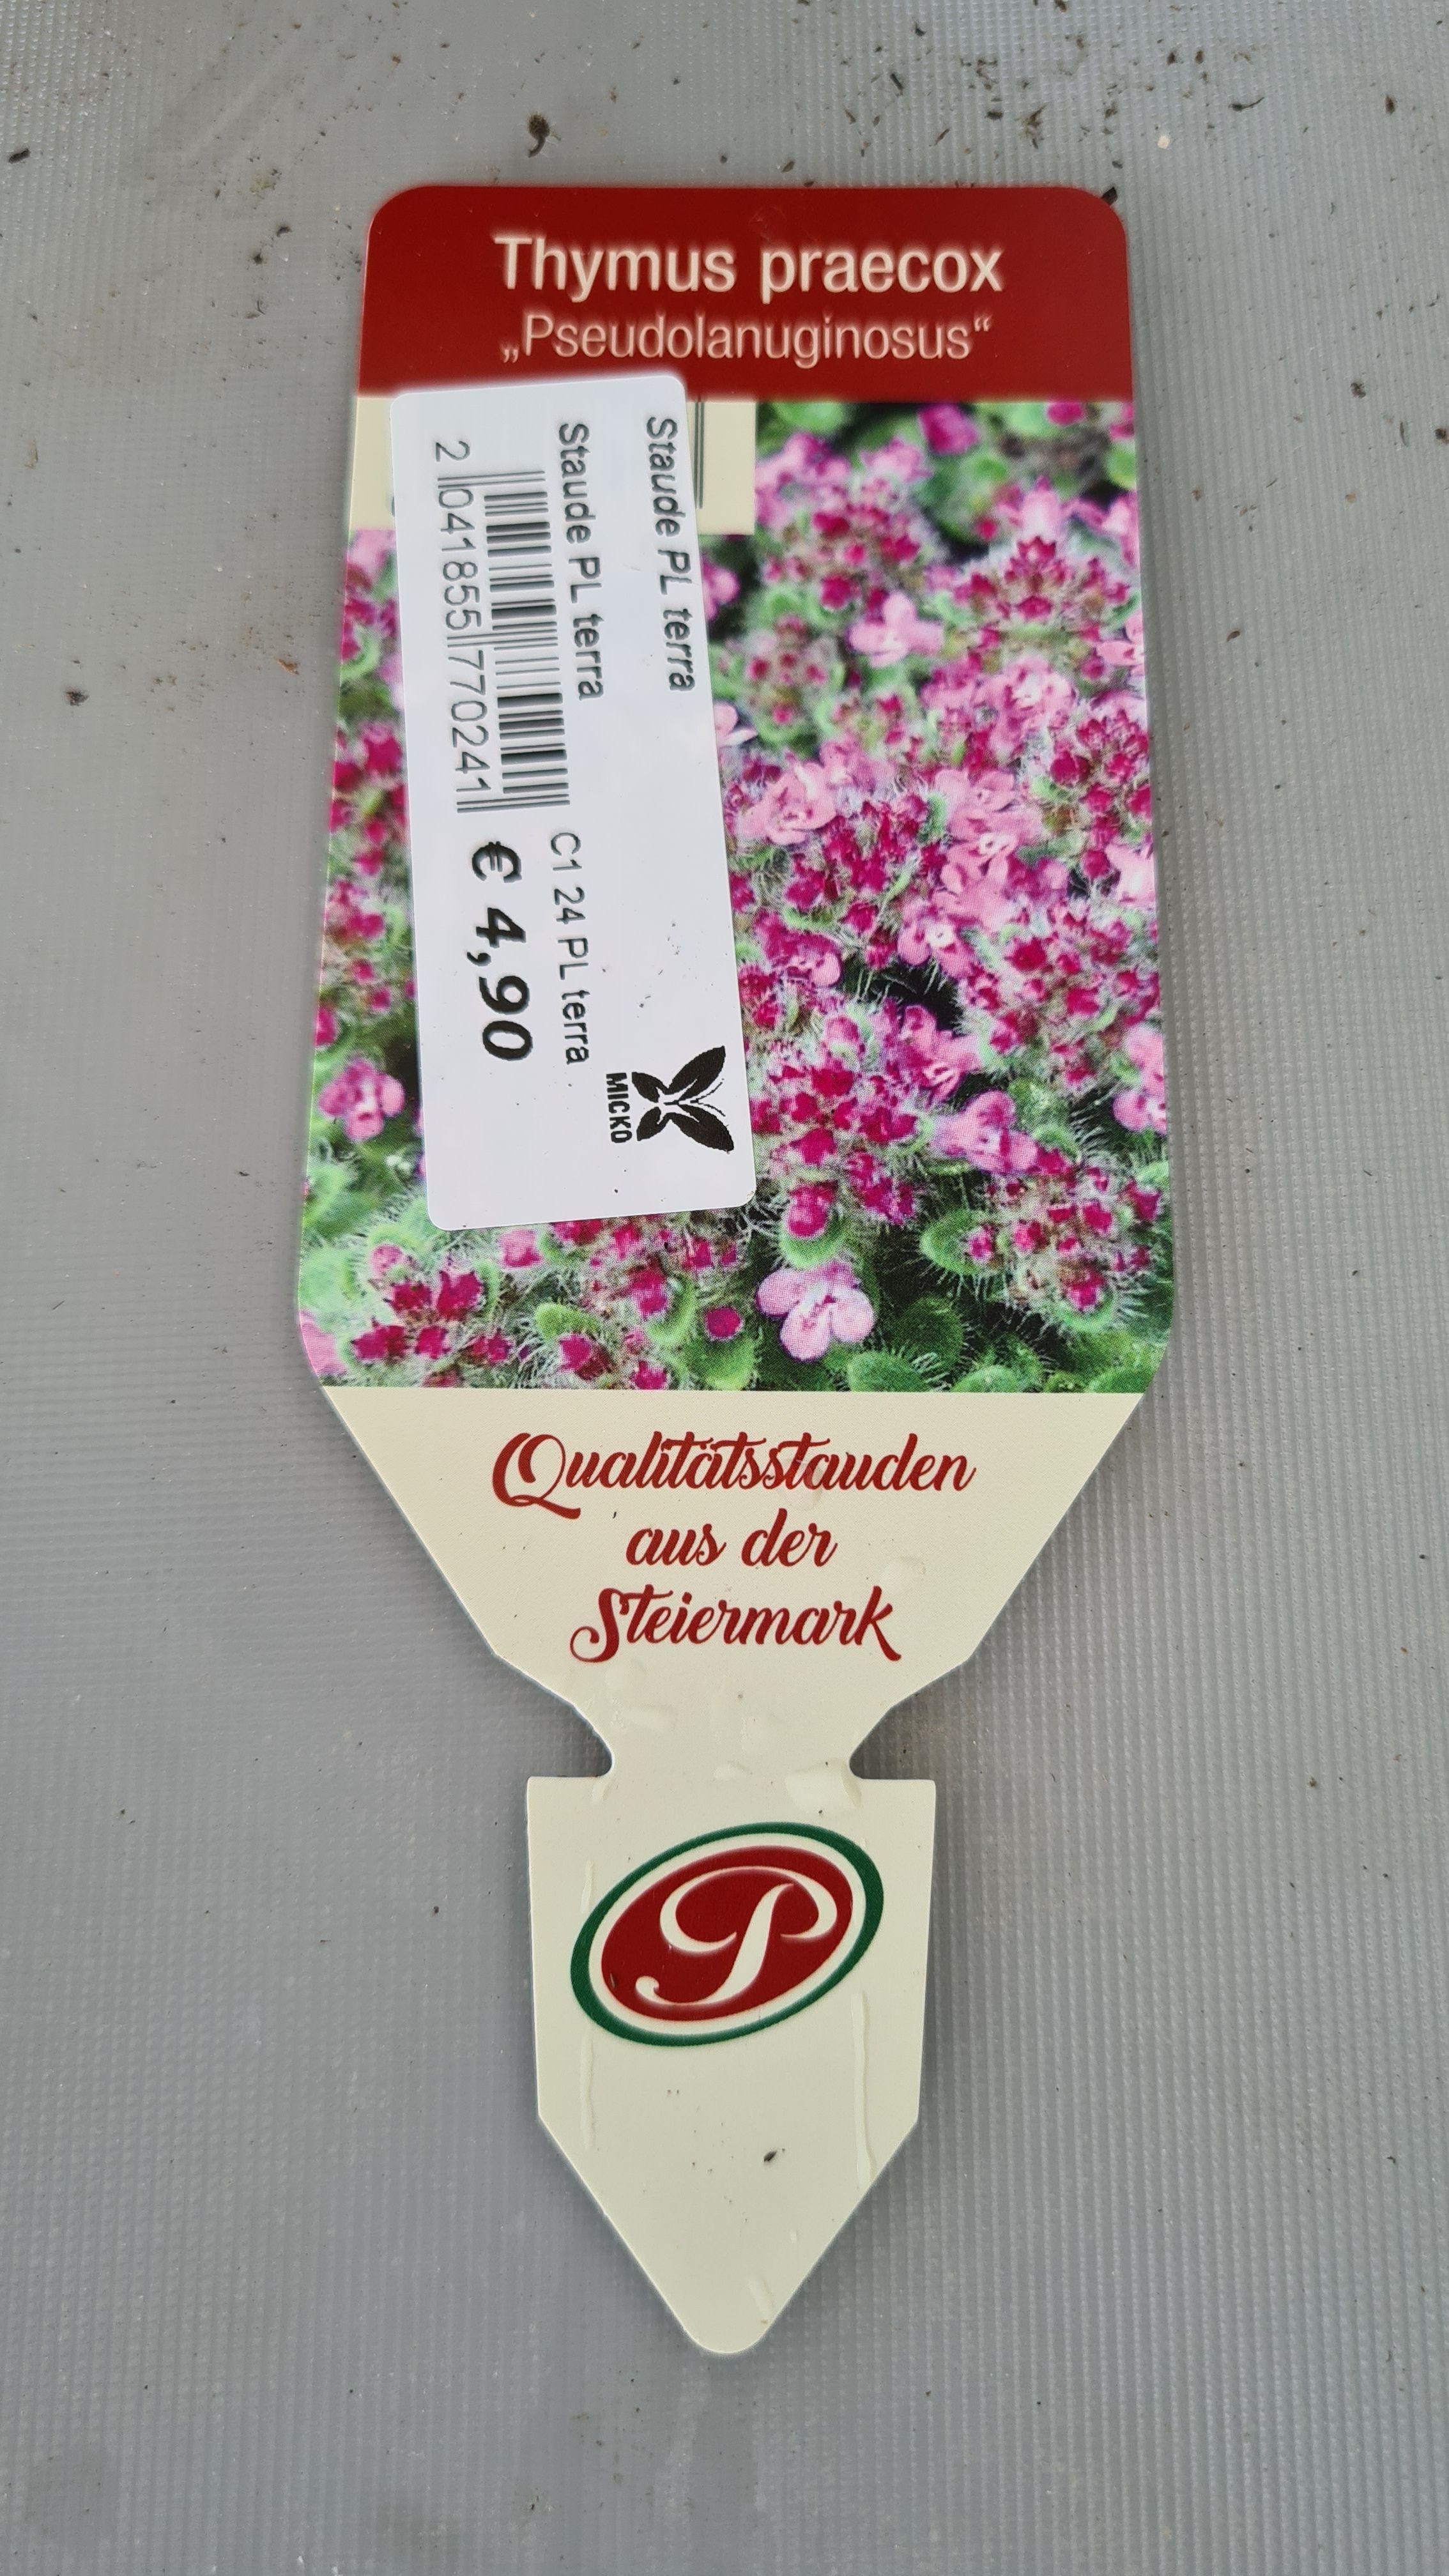 Thymus praecox
„Pseudolanuginosus“
Staude PL terra
Staude PL terra
C1 24 PL terra
2 041855 770241
€ 4,90
MICKO
Qualitätsstauden
aus der
Steiermark
P